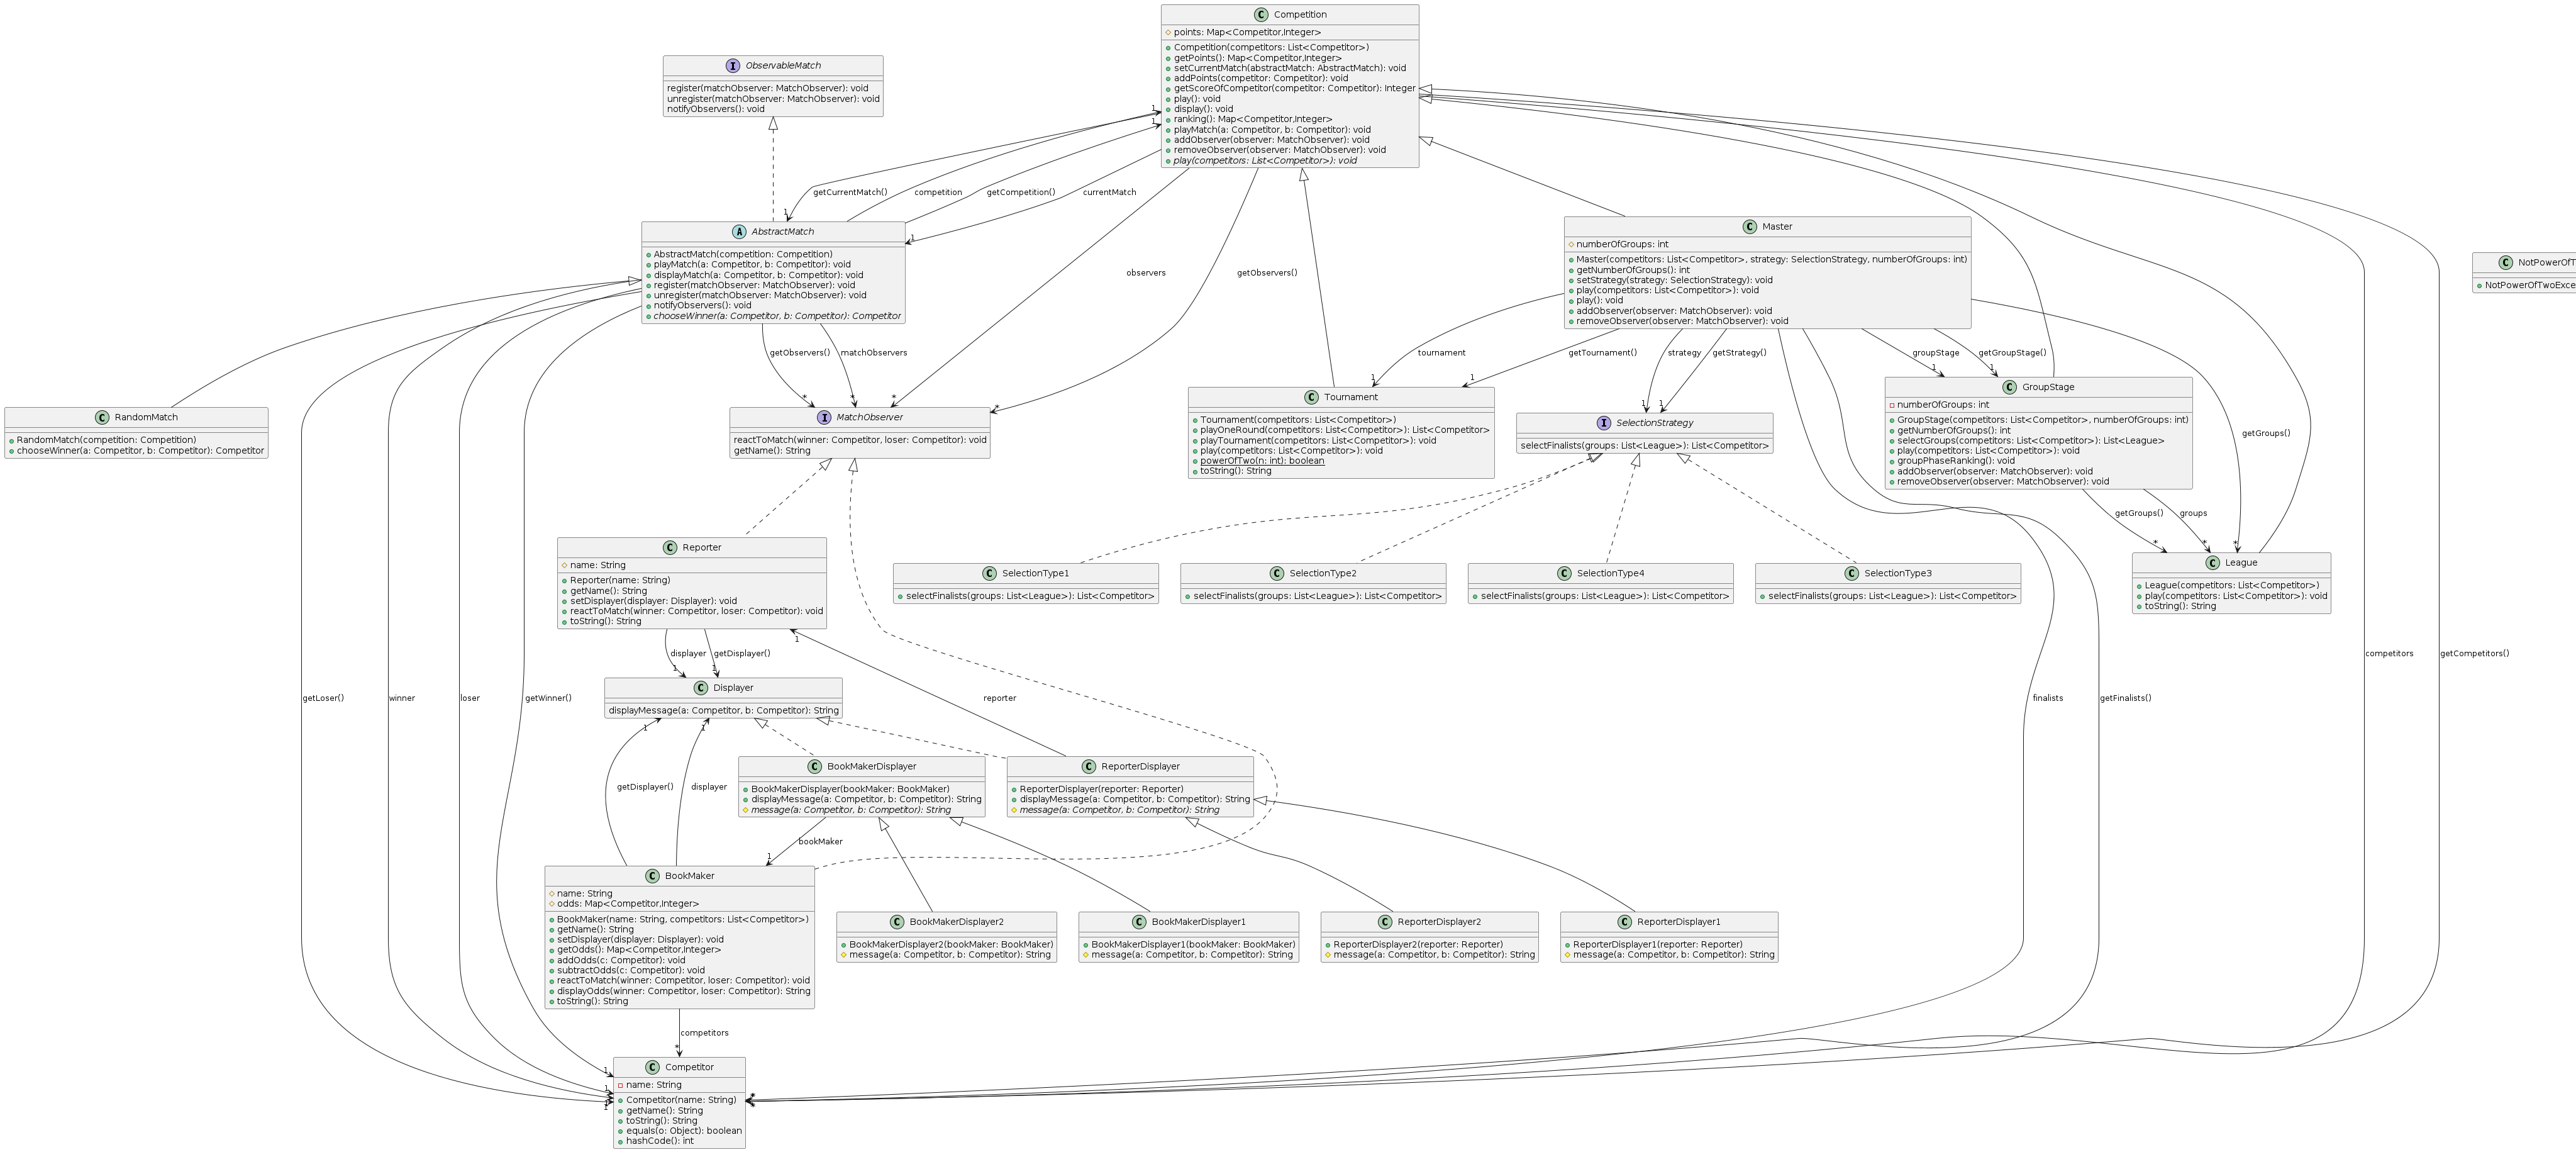 C Competition
points: Map<Competitor,Integer>
Competition(competitors: List<Competitor>)
getPoints(): Map<Competitor,Integer>
setCurrentMatch(abstractMatch: AbstractMatch): void
addPoints(competitor: Competitor): void
getScoreOfCompetitor(competitor: Competitor): Integer
play(): void
display(): void
ranking(): Map<Competitor,Integer>
playMatch(a: Competitor, b: Competitor): void
addObserver(observer: MatchObserver): void
removeObserver(observer: MatchObserver): void
play(competitors: List<Competitor>): void
I ObservableMatch
register(matchObserver: MatchObserver): void
unregister(matchObserver: MatchObserver): void
notifyObservers(): void
1
1
getCurrentMatch()
competition
getCompetition()
currentMatch
1
1
A AbstractMatch
AbstractMatch(competition: Competition)
playMatch(a: Competitor, b: Competitor): void
displayMatch(a: Competitor, b: Competitor): void
register(matchObserver: MatchObserver): void
unregister(matchObserver: MatchObserver): void
notifyObservers(): void
chooseWinner(a: Competitor, b: Competitor): Competitor
observers
getObservers()
C Master
numberOfGroups: int
Master(competitors: List<Competitor>, strategy: SelectionStrategy, numberOfGroups: int)
getNumberOfGroups(): int
setStrategy(strategy: SelectionStrategy): void
play(competitors: List<Competitor>): void
play(): void
addObserver(observer: MatchObserver): void
removeObserver(observer: MatchObserver): void
C NotPowerOfT
NotPowerOfTwoExce
getObservers()
matchObservers
*
*
*
*
tournament
getTournament()
1
1
strategy
getStrategy()
1
1
groupStage
getGroupStage()
1
1
getGroups()
C RandomMatch
RandomMatch(competition: Competition)
chooseWinner(a: Competitor, b: Competitor): Competitor
I MatchObserver
reactToMatch(winner: Competitor, loser: Competitor): void
getName(): String
C Tournament
Tournament(competitors: List<Competitor>)
playOneRound(competitors: List<Competitor>): List<Competitor>
playTournament(competitors: List<Competitor>): void
play(competitors: List<Competitor>): void
powerOfTwo(n: int): boolean
toString(): String
I SelectionStrategy
selectFinalists(groups: List<League>): List<Competitor>
C GroupStage
numberOfGroups: int
GroupStage(competitors: List<Competitor>, numberOfGroups: int)
getNumberOfGroups(): int
selectGroups(competitors: List<Competitor>): List<League>
play(competitors: List<Competitor>): void
groupPhaseRanking(): void
addObserver(observer: MatchObserver): void
removeObserver(observer: MatchObserver): void
getGroups()
groups
*
*
*
C Reporter
name: String
Reporter(name: String)
getName(): String
setDisplayer(displayer: Displayer): void
reactToMatch(winner: Competitor, loser: Competitor): void
toString(): String
C SelectionType1
selectFinalists(groups: List<League>): List<Competitor>
C SelectionType2
selectFinalists(groups: List<League>): List<Competitor>
C SelectionType4
selectFinalists(groups: List<League>): List<Competitor>
C SelectionType3
selectFinalists(groups: List<League>): List<Competitor>
C League
League(competitors: List<Competitor>)
play(competitors: List<Competitor>): void
toString(): String
displayer
getDisplayer()
1
1
1
reporter
getLoser()
winner
loser
getWinner()
finalists
getFinalists()
competitors
getCompetitors()
C Displayer
displayMessage(a: Competitor, b: Competitor): String
1
1
getDisplayer()
displayer
C BookMakerDisplayer
BookMakerDisplayer(bookMaker: BookMaker)
displayMessage(a: Competitor, b: Competitor): String
message(a: Competitor, b: Competitor): String
C ReporterDisplayer
ReporterDisplayer(reporter: Reporter)
displayMessage(a: Competitor, b: Competitor): String
message(a: Competitor, b: Competitor): String
bookMaker
1
C BookMaker
name: String
odds: Map<Competitor,Integer>
BookMaker(name: String, competitors: List<Competitor>)
getName(): String
setDisplayer(displayer: Displayer): void
getOdds(): Map<Competitor,Integer>
addOdds(c: Competitor): void
subtractOdds(c: Competitor): void
reactToMatch(winner: Competitor, loser: Competitor): void
displayOdds(winner: Competitor, loser: Competitor): String
toString(): String
C BookMakerDisplayer2
BookMakerDisplayer2(bookMaker: BookMaker)
message(a: Competitor, b: Competitor): String
C BookMakerDisplayer1
BookMakerDisplayer1(bookMaker: BookMaker)
message(a: Competitor, b: Competitor): String
C ReporterDisplayer2
ReporterDisplayer2(reporter: Reporter)
message(a: Competitor, b: Competitor): String
C ReporterDisplayer1
ReporterDisplayer1(reporter: Reporter)
message(a: Competitor, b: Competitor): String
competitors
*
1
1
1
*
*
C Competitor
name: String
Competitor(name: String)
getName(): String
toString(): String
equals(o: Object): boolean
hashCode(): int